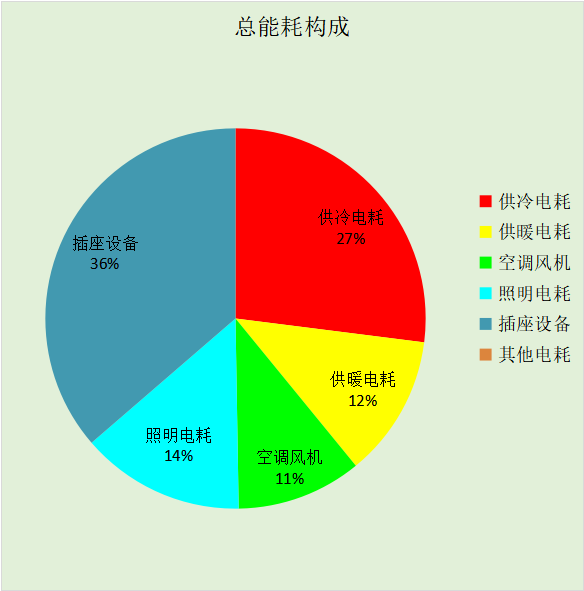 总能耗构成
供冷电耗
27%
供暖电耗
12%
空调风机
11%
照明电耗
14%
插座设备
36%
供冷电耗
供暖电耗
空调风机
照明电耗
插座设备
其他电耗